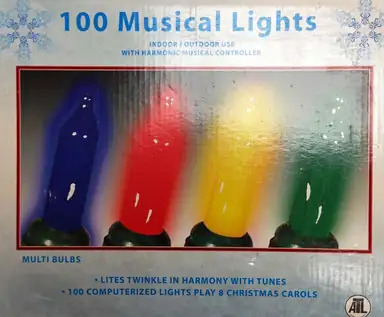 100 Musical Lights
INDOOR / OUTDOOR USE
WITH HARMONIC MUSICAL CONTROLLER
MULTI BULBS
• LITES TWINKLE IN HARMONY WITH TUNES
• 100 COMPUTERIZED LIGHTS PLAY 8 CHRISTMAS CAROLS